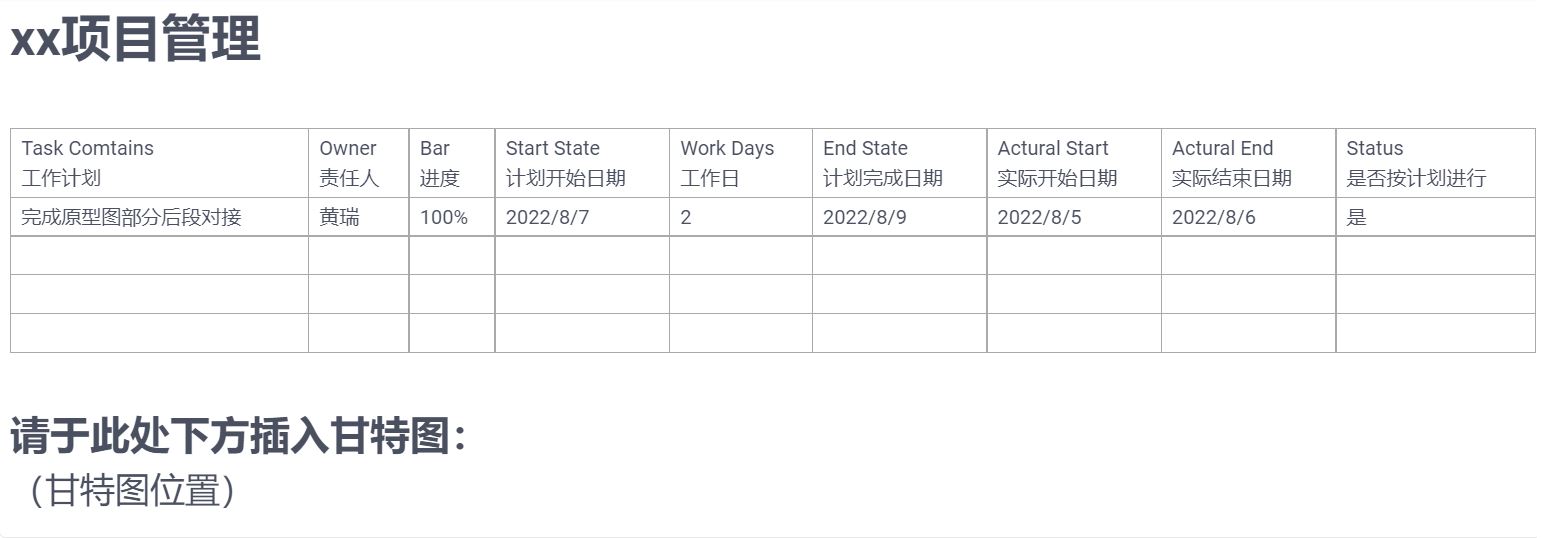 xx项目管理
Task Comtains Owner Bar Start State Work Days End State Actural Start Actural End Status
工作计划 责任人 进度 计划开始日期 工作日 计划完成日期 实际开始日期 实际结束日期 是否按计划进行
完成原型图部分后段对接 黄瑞 100% 2022/8/7 2 2022/8/9 2022/8/5 2022/8/6 是
请于此处下方插入甘特图：
（甘特图位置）